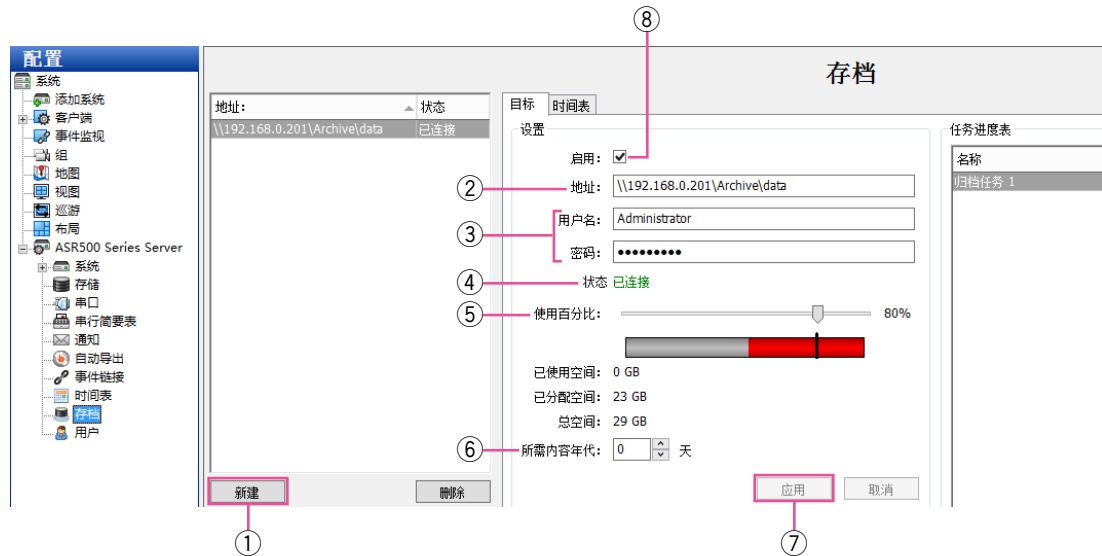 ⑧
配置
系统
添加系统
客户端
事件监视
组
地图
视图
巡游
布局
ASR500 Series Server
系统
存储
串口
串行简要表
通知
自动导出
事件链接
时间表
存档
用户
存档
地址: 状态
\\192.168.0.201\Archive\data 已连接
新建 删除
①
目标 时间表
设置
启用:
② 地址: \\192.168.0.201\Archive\data
③ 用户名: Administrator
密码: ●●●●●●●●●
④ 状态 已连接
⑤ 使用百分比: 80%
已使用空间: 0 GB
已分配空间: 23 GB
总空间: 29 GB
⑥ 所需内容年代: 0 天
应用 取消
⑦
任务进度表
名称
归档任务 1